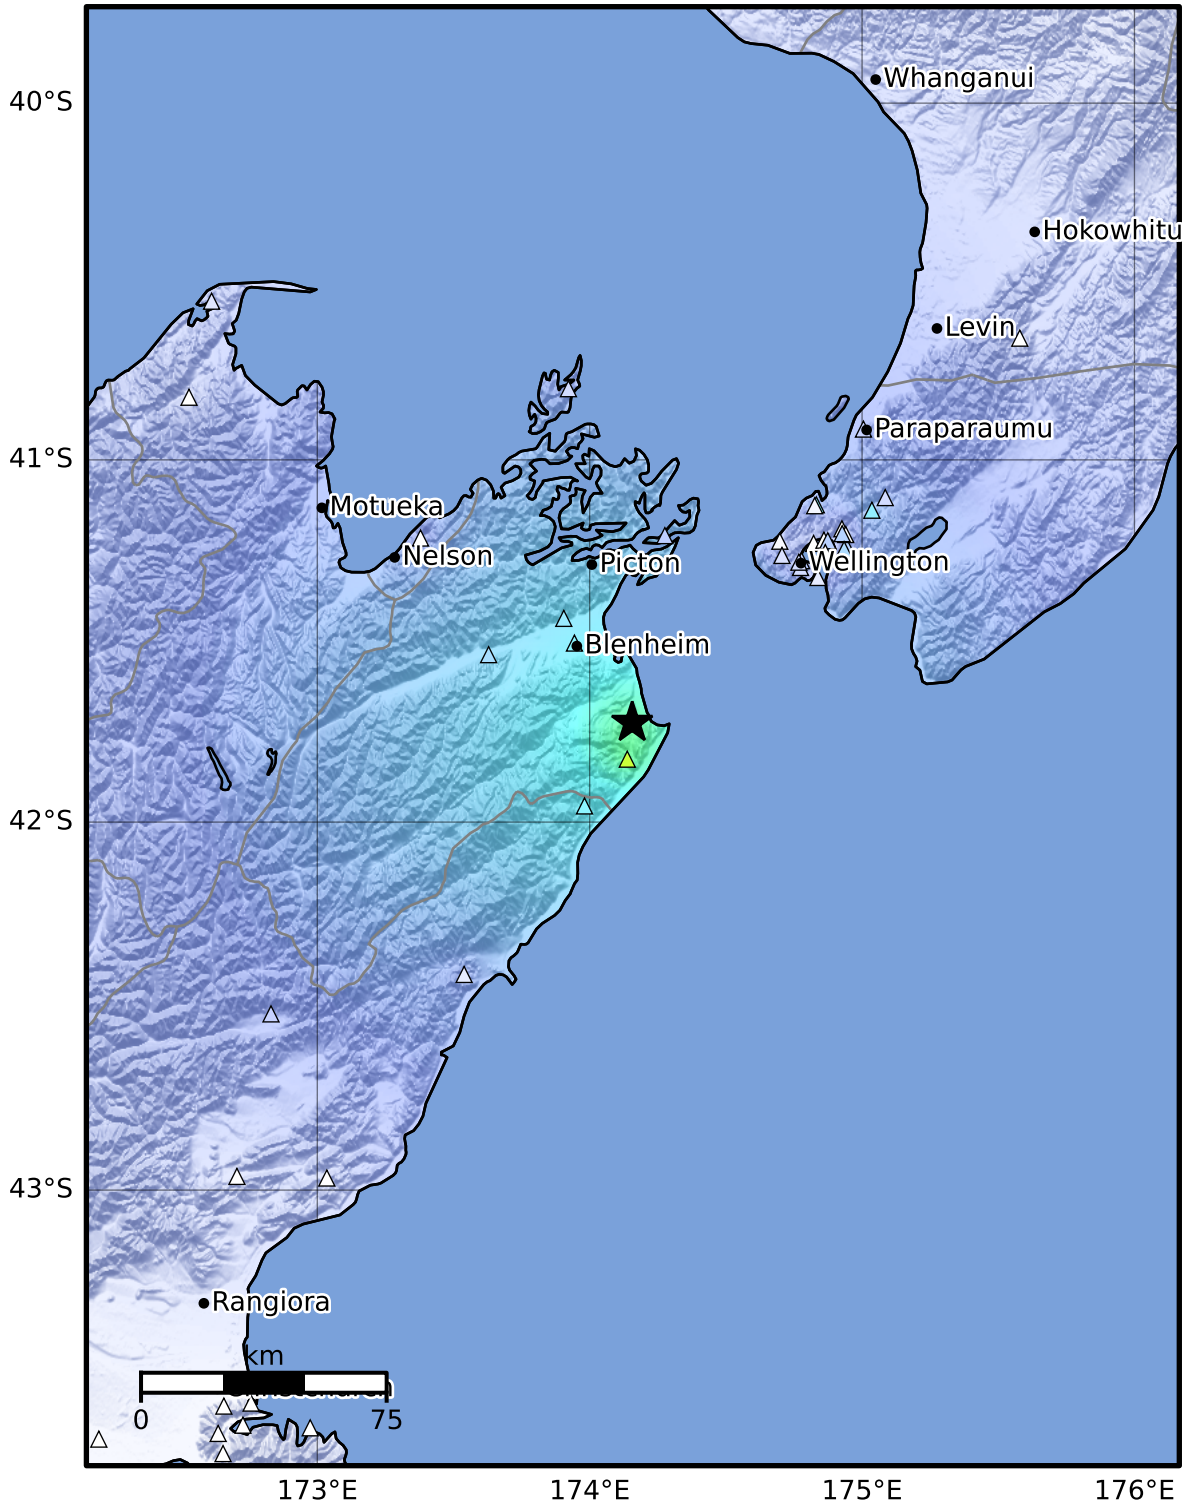 Whanganui
40°S
Hokowhitu
Levin
Paraparaumu
41°S
Motueka
Nelson
Picton
Wellington
Blenheim
42°S
43°S
Rangiora
km
0
75
173°E
174°E
175°E
176°E